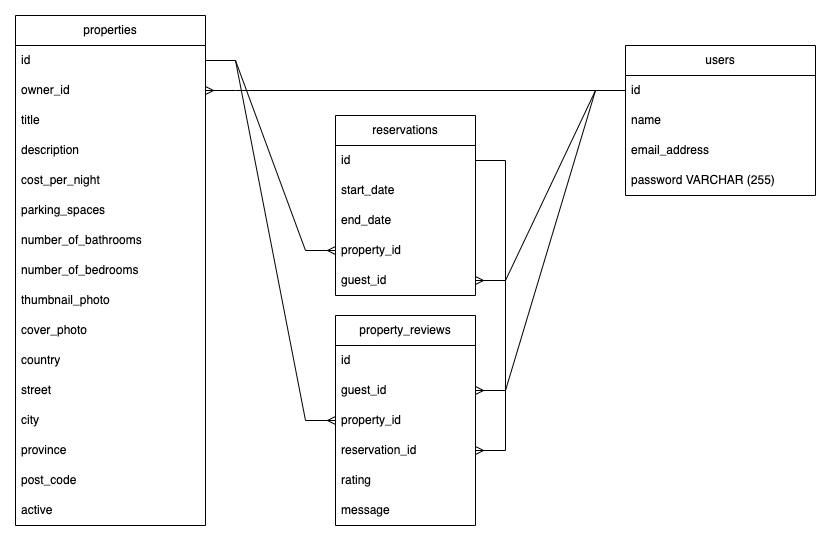 properties
id
owner_id
title
description
cost_per_night
parking_spaces
number_of_bathrooms
number_of_bedrooms
thumbnail_photo
cover_photo
country
street
city
province
post_code
active
reservations
id
start_date
end_date
property_id
guest_id
property_reviews
id
guest_id
property_id
reservation_id
rating
message
users
id
name
email_address
password VARCHAR (255)